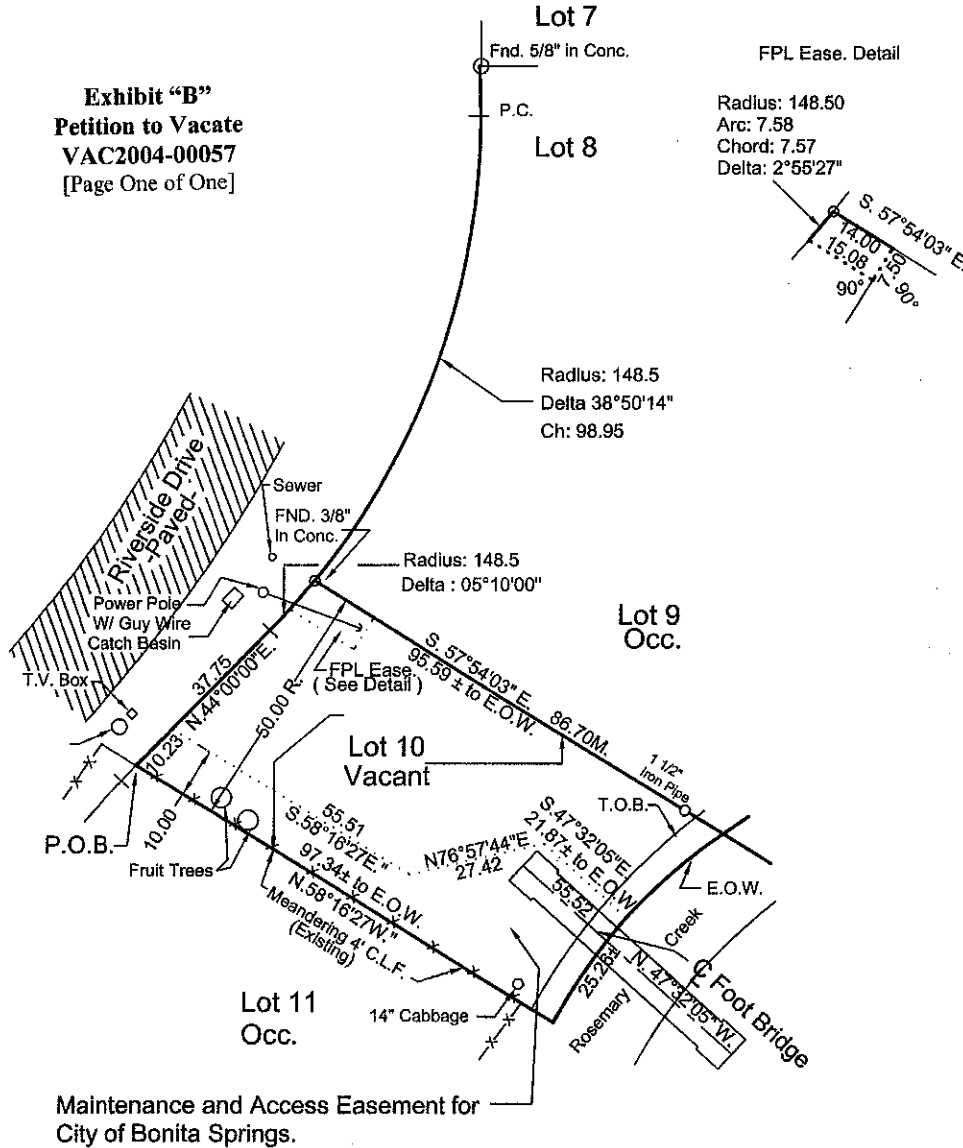 Exhibit "B"
Petition to Vacate
VAC2004-00057
[Page One of One]
Lot 7
Fnd. 5/8" in Conc.
P.C.
Lot 8
FPL Ease. Detail
Radius: 148.50
Arc: 7.58
Chord: 7.57
Delta: 2°55'27"
S. 57°54'03" E.
14.00
15.08
7.50
90°
90°
Radius: 148.5
Delta 38°50'14"
Ch: 98.95
Riverside Drive
-Paved-
Sewer
FND. 3/8"
In Conc.
Radius: 148.5
Delta : 05°10'00"
Power Pole
W/ Guy Wire
Catch Basin
T.V. Box
37.75
N.44°00'00"E.
10.23
10.00
50.00 R.
FPL Ease.
( See Detail )
Lot 9
Occ.
S. 57°54'03" E.
95.59 ± to E.O.W.
86.70M.
1 1/2"
Iron Pipe
Lot 10
Vacant
T.O.B.
E.O.W.
P.O.B.
Fruit Trees
55.51
S.58°16'27E."
97.34± to E.O.W.
N.58°16'27W."
Meandering 4' C.L.F.
(Existing)
N76°57'44"E
27.42
S.47°32'05"E.
21.87± to E.O.W
55.52
25.26±
Rosemary Creek
N. 47°32'05" W.
℄ Foot Bridge
Lot 11
Occ.
14" Cabbage
Maintenance and Access Easement for
City of Bonita Springs.